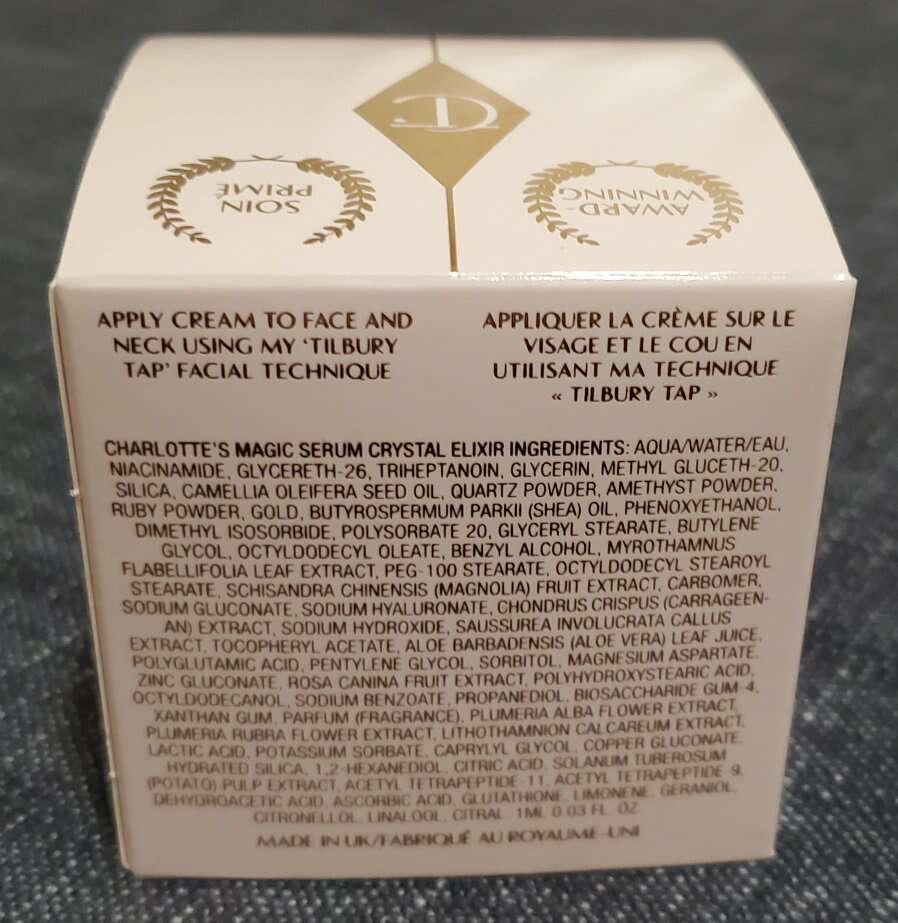 CT
SOIN
PRIMÉ
AWARD-
WINNING
APPLY CREAM TO FACE AND
NECK USING MY ‘TILBURY
TAP’ FACIAL TECHNIQUE
APPLIQUER LA CRÈME SUR LE
VISAGE ET LE COU EN
UTILISANT MA TECHNIQUE
« TILBURY TAP »
CHARLOTTE'S MAGIC SERUM CRYSTAL ELIXIR INGREDIENTS: AQUA/WATER/EAU,
NIACINAMIDE, GLYCERETH-26, TRIHEPTANOIN, GLYCERIN, METHYL GLUCETH-20,
SILICA, CAMELLIA OLEIFERA SEED OIL, QUARTZ POWDER, AMETHYST POWDER,
RUBY POWDER, GOLD, BUTYROSPERMUM PARKII (SHEA) OIL, PHENOXYETHANOL,
DIMETHYL ISOSORBIDE, POLYSORBATE 20, GLYCERYL STEARATE, BUTYLENE
GLYCOL, OCTYLDODECYL OLEATE, BENZYL ALCOHOL, MYROTHAMNUS
FLABELLIFOLIA LEAF EXTRACT, PEG-100 STEARATE, OCTYLDODECYL STEAROYL
STEARATE, SCHISANDRA CHINENSIS (MAGNOLIA) FRUIT EXTRACT, CARBOMER,
SODIUM GLUCONATE, SODIUM HYALURONATE, CHONDRUS CRISPUS (CARRAGEEN-
AN) EXTRACT, SODIUM HYDROXIDE, SAUSSUREA INVOLUCRATA CALLUS
EXTRACT, TOCOPHERYL ACETATE, ALOE BARBADENSIS (ALOE VERA) LEAF JUICE,
POLYGLUTAMIC ACID, PENTYLENE GLYCOL, SORBITOL, MAGNESIUM ASPARTATE,
ZINC GLUCONATE, ROSA CANINA FRUIT EXTRACT, POLYHYDROXYSTEARIC ACID,
OCTYLDODECANOL, SODIUM BENZOATE, PROPANEDIOL, BIOSACCHARIDE GUM-4,
XANTHAN GUM, PARFUM (FRAGRANCE), PLUMERIA ALBA FLOWER EXTRACT,
PLUMERIA RUBRA FLOWER EXTRACT, LITHOTHAMNION CALCAREUM EXTRACT,
LACTIC ACID, POTASSIUM SORBATE, CAPRYLYL GLYCOL, COPPER GLUCONATE,
HYDRATED SILICA, 1,2-HEXANEDIOL, CITRIC ACID, SOLANUM TUBEROSUM
(POTATO) PULP EXTRACT, ACETYL TETRAPEPTIDE-11, ACETYL TETRAPEPTIDE-9,
DEHYDROACETIC ACID, ASCORBIC ACID, GLUTATHIONE, LIMONENE, GERANIOL,
CITRONELLOL, LINALOOL, CITRAL. 1ML 0.03 FL. OZ.
MADE IN UK/FABRIQUÉ AU ROYAUME-UNI